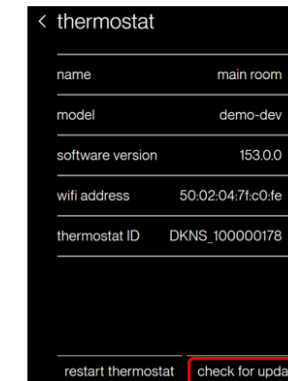 < thermostat
name main room
model demo-dev
software version 153.0.0
wifi address 50:02:04:7f:c0:fe
thermostat ID DKNS_100000178
restart thermostat check for upda